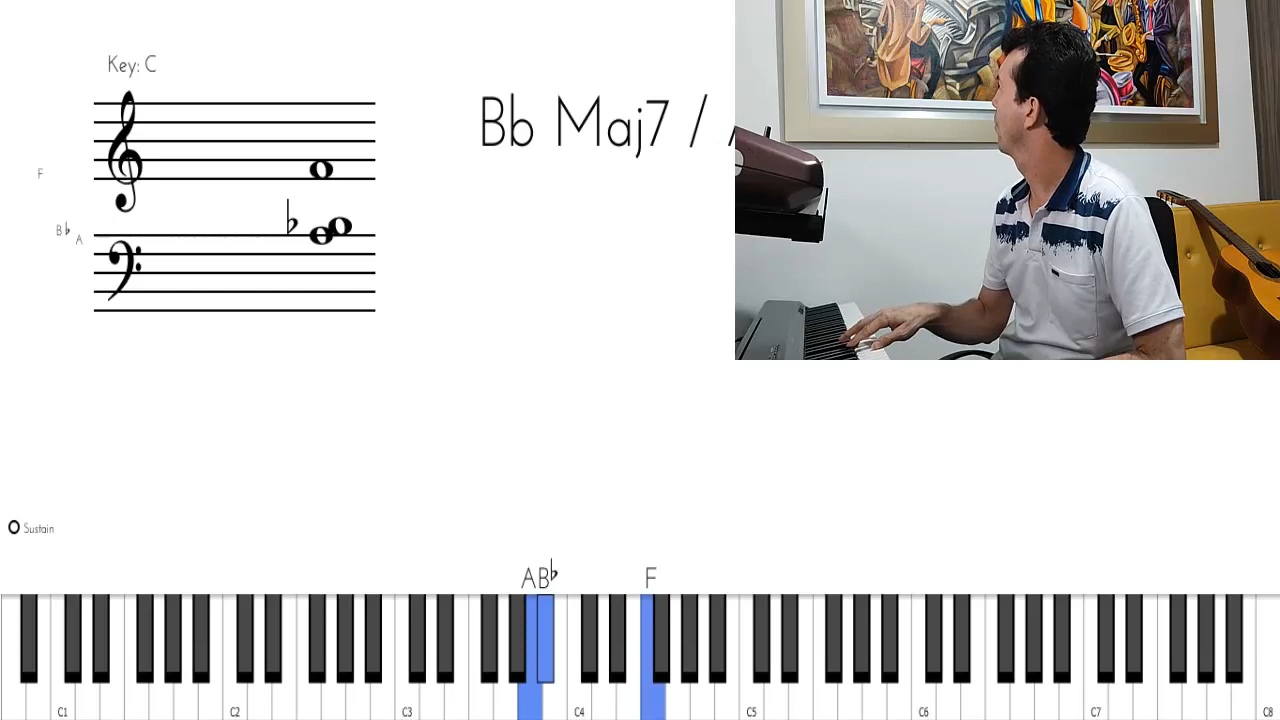 Key: C
Bb Maj7 /
F
B♭
A
Sustain
A B♭ F
C1 C2 C3 C4 C5 C6 C7 C8